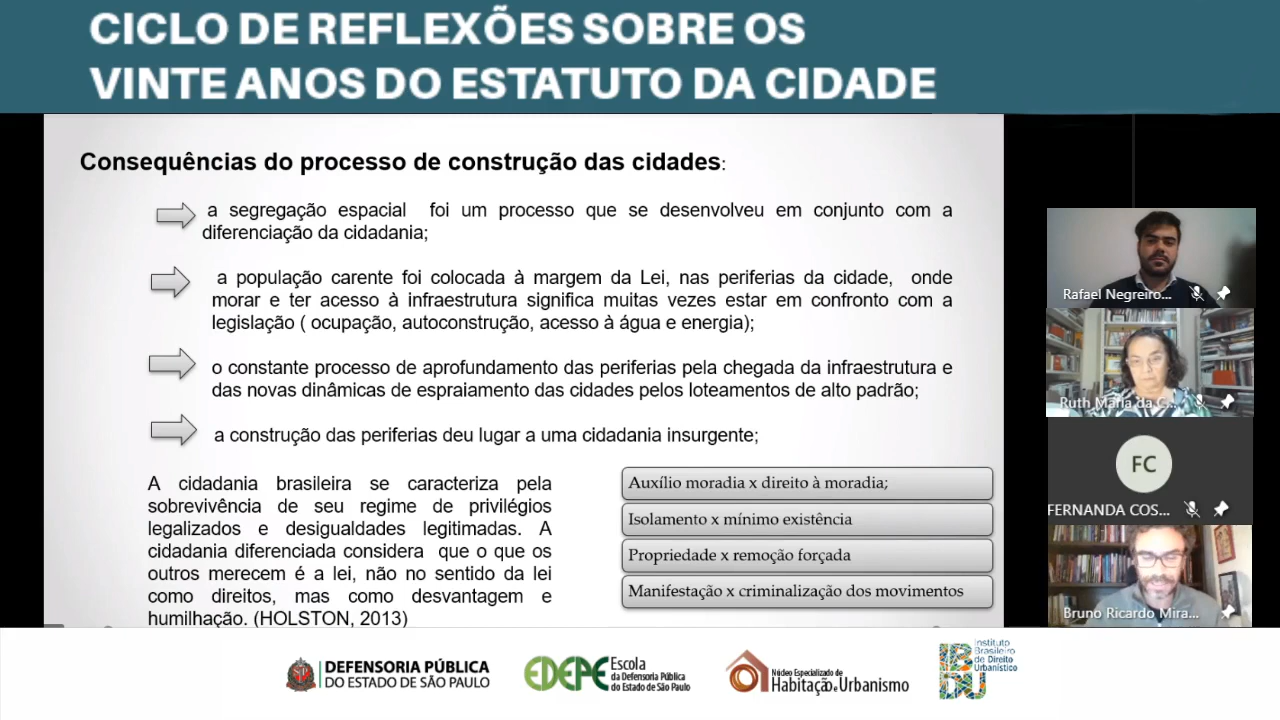 CICLO DE REFLEXÕES SOBRE OS
VINTE ANOS DO ESTATUTO DA CIDADE
Consequências do processo de construção das cidades:
a segregação espacial foi um processo que se desenvolveu em conjunto com a
diferenciação da cidadania;
a população carente foi colocada à margem da Lei, nas periferias da cidade, onde
morar e ter acesso à infraestrutura significa muitas vezes estar em confronto com a
legislação ( ocupação, autoconstrução, acesso à água e energia);
o constante processo de aprofundamento das periferias pela chegada da infraestrutura e
das novas dinâmicas de espraiamento das cidades pelos loteamentos de alto padrão;
a construção das periferias deu lugar a uma cidadania insurgente;
A cidadania brasileira se caracteriza pela
sobrevivência de seu regime de privilégios
legalizados e desigualdades legitimadas. A
cidadania diferenciada considera que o que os
outros merecem é a lei, não no sentido da lei
como direitos, mas como desvantagem e
humilhação. (HOLSTON, 2013)
Auxílio moradia x direito à moradia;
Isolamento x mínimo existência
Propriedade x remoção forçada
Manifestação x criminalização dos movimentos
Rafael Negreiro...
Ruth Maria da C...
FC
FERNANDA COS...
Bruno Ricardo Mira...
DEFENSORIA PÚBLICA
DO ESTADO DE SÃO PAULO
EDEPE
Escola
da Defensoria Pública
do Estado de São Paulo
Núcleo Especializado de
Habitação e Urbanismo
IBDU
Instituto
Brasileiro
de Direito
Urbanístico